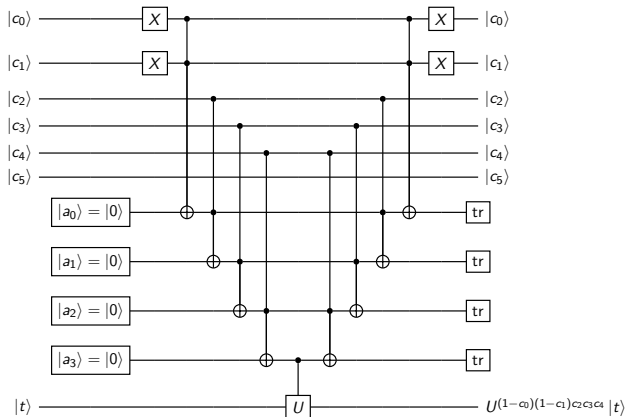 |c₀⟩ X X |c₀⟩
|c₁⟩ X X |c₁⟩
|c₂⟩ |c₂⟩
|c₃⟩ |c₃⟩
|c₄⟩ |c₄⟩
|c₅⟩ |c₅⟩
|a₀⟩ = |0⟩ tr
|a₁⟩ = |0⟩ tr
|a₂⟩ = |0⟩ tr
|a₃⟩ = |0⟩ tr
|t⟩ U U^{(1−c₀)(1−c₁)c₂c₃c₄} |t⟩